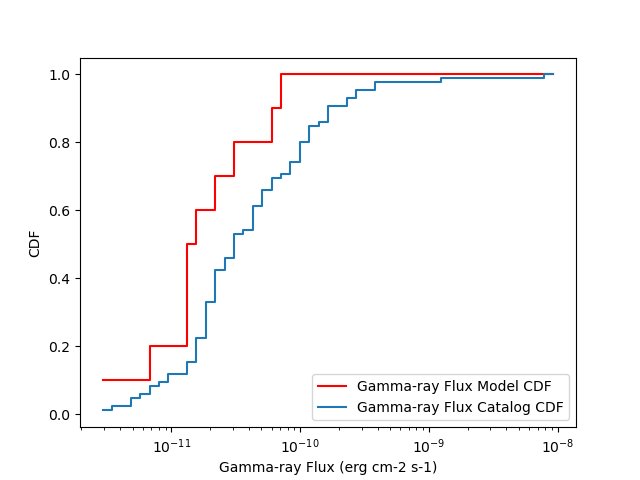 1.0
0.8
0.6
0.4
0.2
0.0
CDF
10⁻¹¹
10⁻¹⁰
10⁻⁹
10⁻⁸
Gamma-ray Flux (erg cm-2 s-1)
Gamma-ray Flux Model CDF
Gamma-ray Flux Catalog CDF